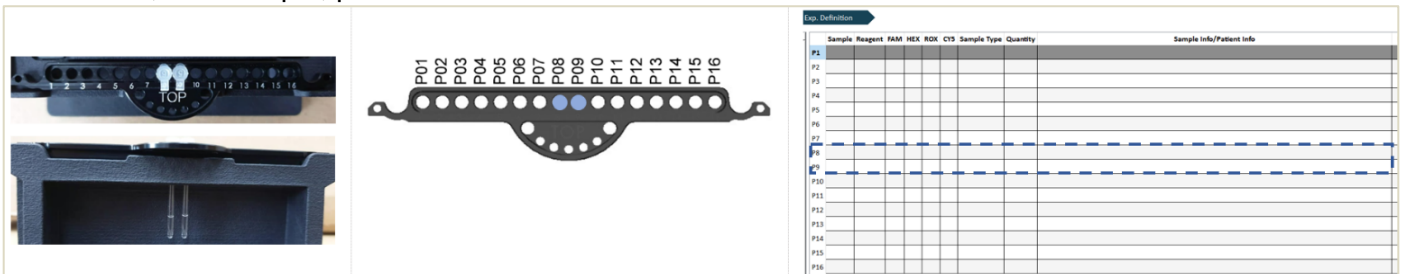 1 2 3 4 5 6 7 10 11 12 13 14 15 16
TOP
P01 P02 P03 P04 P05 P06 P07 P08 P09 P10 P11 P12 P13 P14 P15 P16
TOP
Exp. Definition
Sample Reagent FAM HEX ROX CY5 Sample Type Quantity Sample Info/Patient Info
P1
P2
P3
P4
P5
P6
P7
P8
P9
P10
P11
P12
P13
P14
P15
P16